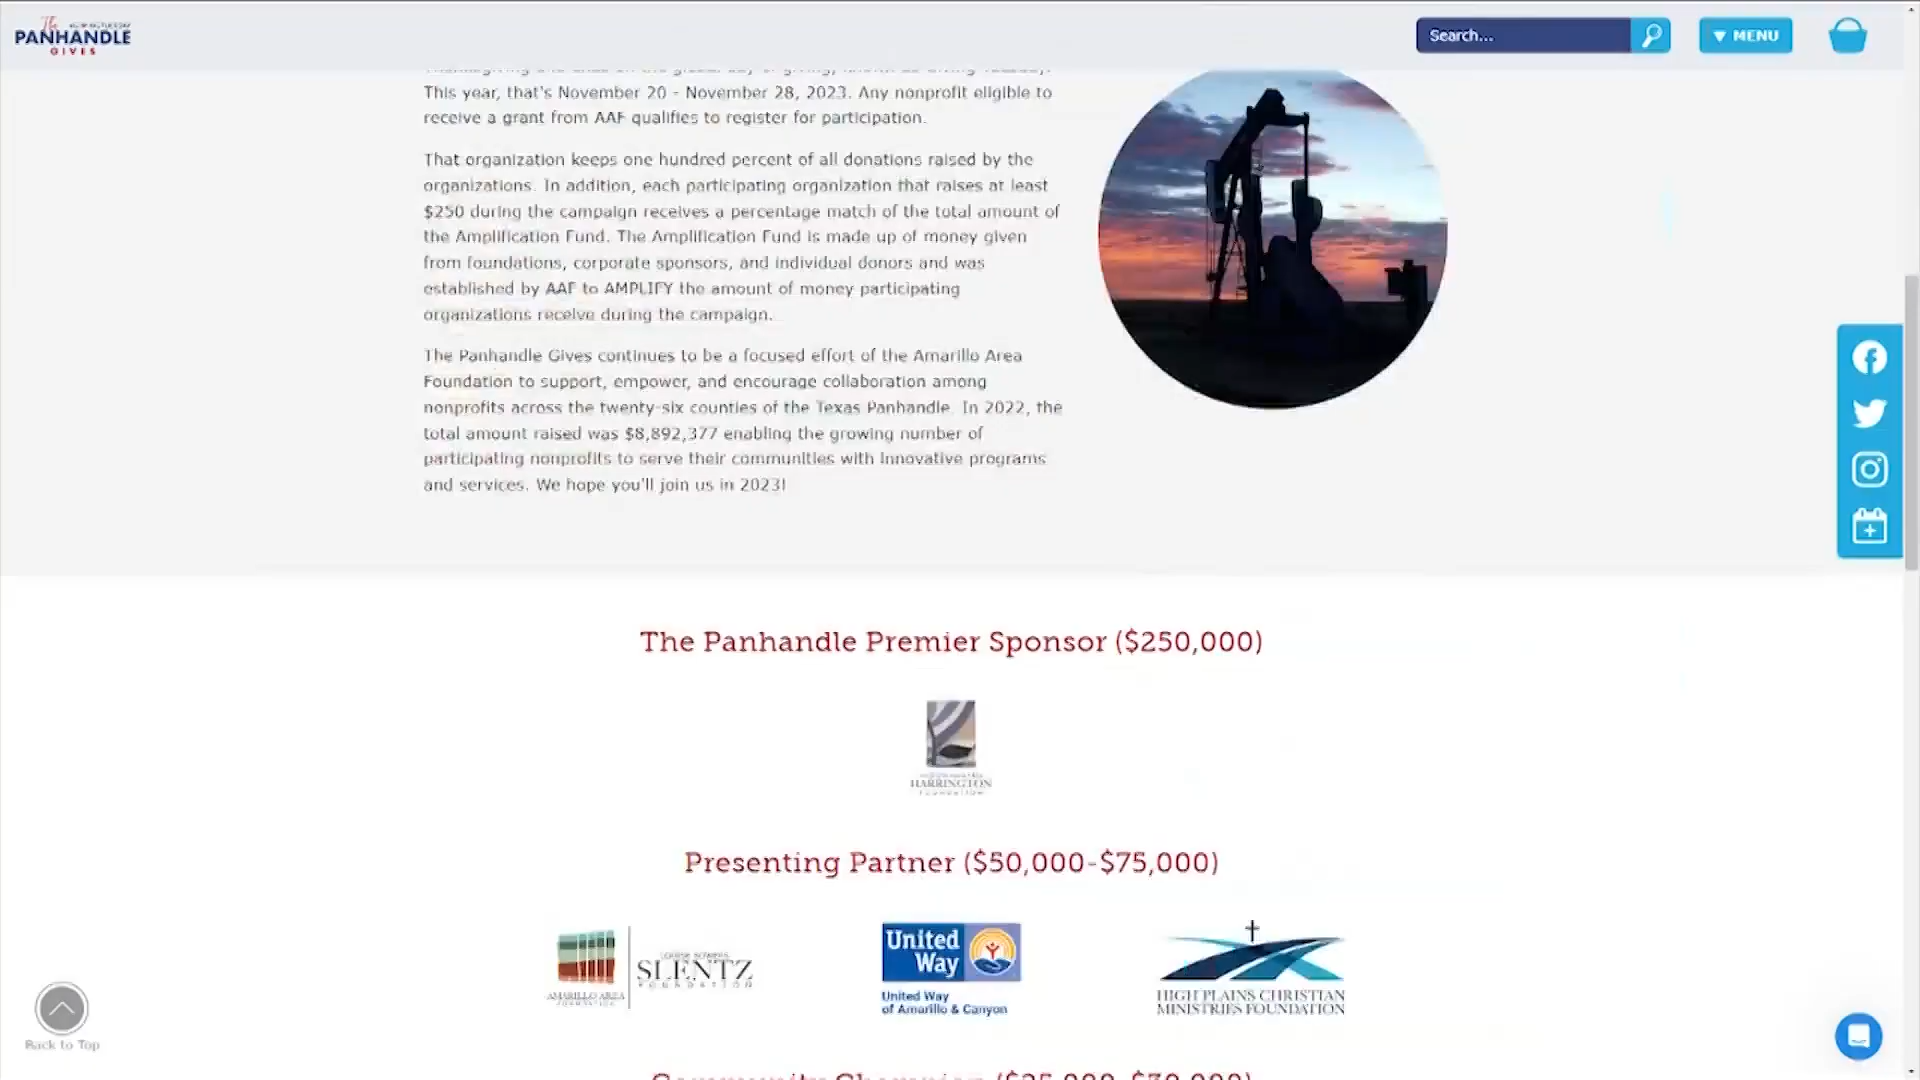 The
PANHANDLE
GIVES
Search...
▼ MENU
This year, that's November 20 - November 28, 2023. Any nonprofit eligible to
receive a grant from AAF qualifies to register for participation.
That organization keeps one hundred percent of all donations raised by the
organizations. In addition, each participating organization that raises at least
$250 during the campaign receives a percentage match of the total amount of
the Amplification Fund. The Amplification Fund is made up of money given
from foundations, corporate sponsors, and individual donors and was
established by AAF to AMPLIFY the amount of money participating
organizations receive during the campaign.
The Panhandle Gives continues to be a focused effort of the Amarillo Area
Foundation to support, empower, and encourage collaboration among
nonprofits across the twenty-six counties of the Texas Panhandle. In 2022, the
total amount raised was $8,892,377 enabling the growing number of
participating nonprofits to serve their communities with innovative programs
and services. We hope you'll join us in 2023!
The Panhandle Premier Sponsor ($250,000)
HARRINGTON
FOUNDATION
Presenting Partner ($50,000-$75,000)
AMARILLO AREA
FOUNDATION
SLENTZ
FOUNDATION
United
Way
United Way
of Amarillo & Canyon
HIGH PLAINS CHRISTIAN
MINISTRIES FOUNDATION
Back to Top